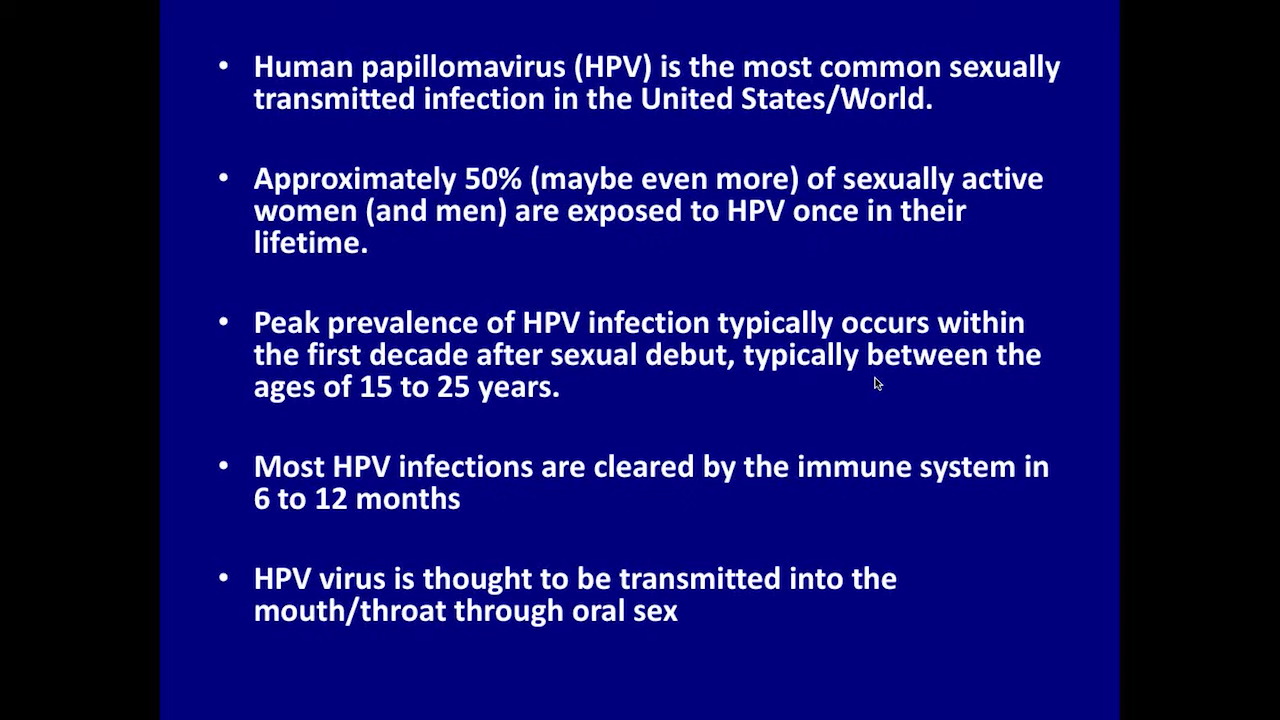 • Human papillomavirus (HPV) is the most common sexually
transmitted infection in the United States/World.
• Approximately 50% (maybe even more) of sexually active
women (and men) are exposed to HPV once in their
lifetime.
• Peak prevalence of HPV infection typically occurs within
the first decade after sexual debut, typically between the
ages of 15 to 25 years.
• Most HPV infections are cleared by the immune system in
6 to 12 months
• HPV virus is thought to be transmitted into the
mouth/throat through oral sex